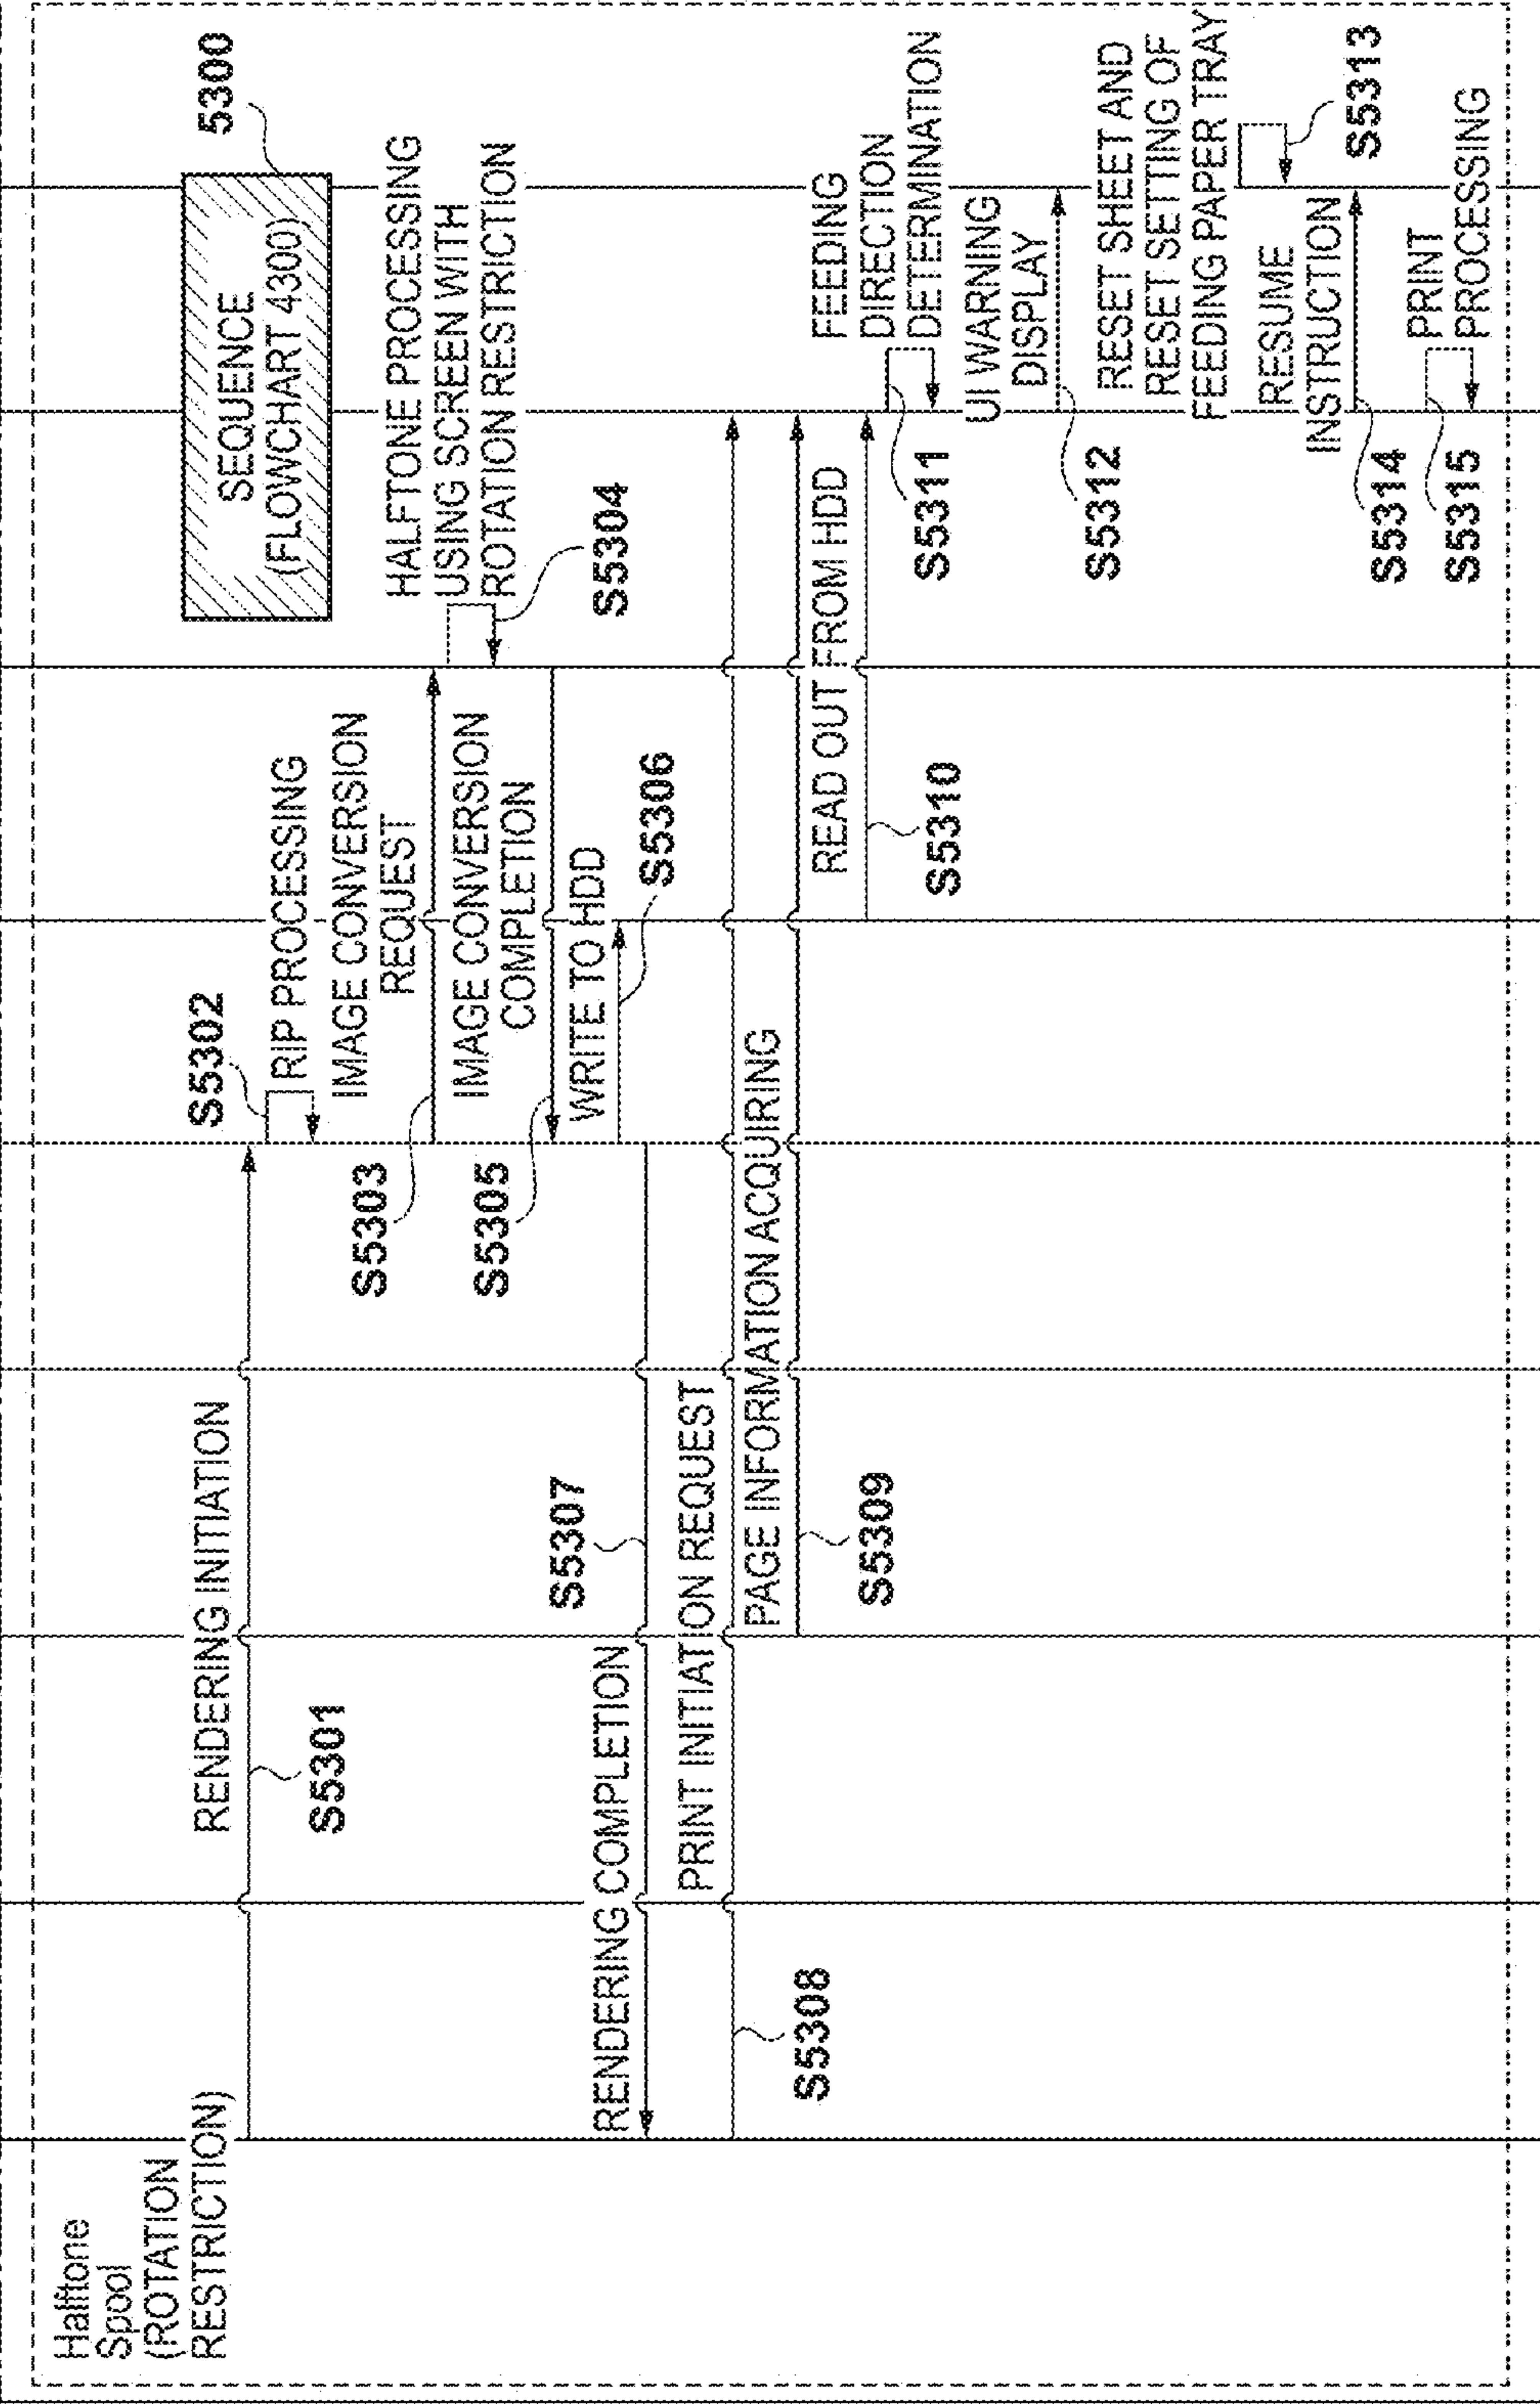 Halftone
Spool
(ROTATION
RESTRICTION)
5300
SEQUENCE
(FLOWCHART 4300)
RENDERING INITIATION
S5301
S5302
RIP PROCESSING
IMAGE CONVERSION
REQUEST
S5303
HALFTONE PROCESSING
USING SCREEN WITH
ROTATION RESTRICTION
S5304
IMAGE CONVERSION
COMPLETION
S5305
WRITE TO HDD
S5306
S5307
RENDERING COMPLETION
PRINT INITIATION REQUEST
S5308
PAGE INFORMATION ACQUIRING
S5309
READ OUT FROM HDD
S5310
FEEDING
DIRECTION
DETERMINATION
S5311
UI WARNING
DISPLAY
S5312
RESET SHEET AND
RESET SETTING OF
FEEDING PAPER TRAY
S5313
RESUME
INSTRUCTION
S5314
PRINT
PROCESSING
S5315